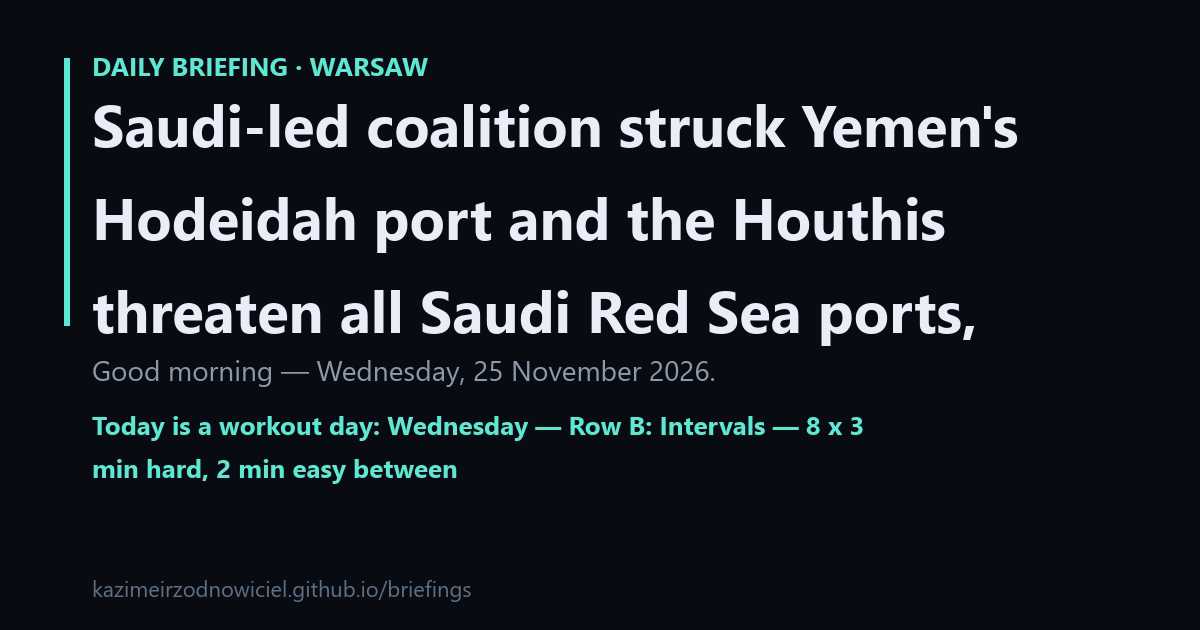 DAILY BRIEFING · WARSAW
Saudi-led coalition struck Yemen's
Hodeidah port and the Houthis
threaten all Saudi Red Sea ports,
Good morning — Wednesday, 25 November 2026.
Today is a workout day: Wednesday — Row B: Intervals — 8 x 3
min hard, 2 min easy between
kazimeirzodnowiciel.github.io/briefings